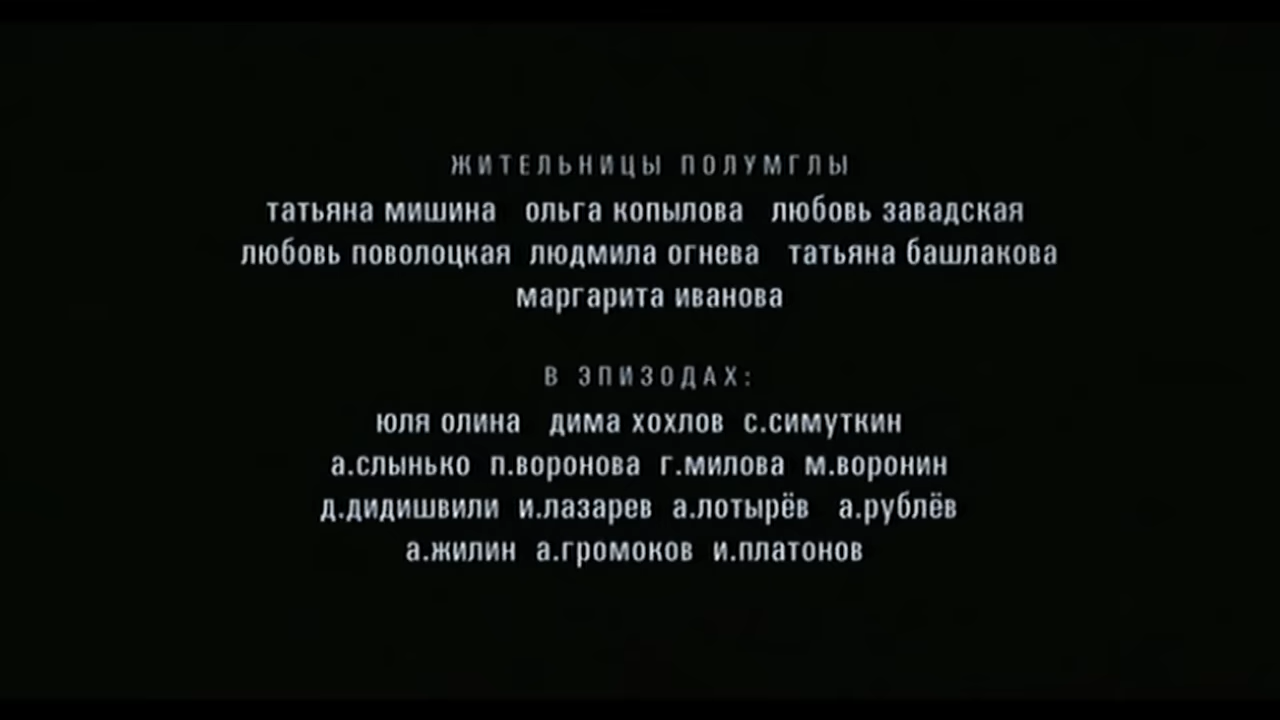 ЖИТЕЛЬНИЦЫ ПОЛУМГЛЫ
татьяна мишина ольга копылова любовь завадская
любовь поволоцкая людмила огнева татьяна башлакова
маргарита иванова
В ЭПИЗОДАХ:
юля олина дима хохлов с.симуткин
а.слынько п.воронова г.милова м.воронин
д.дидишвили и.лазарев а.лотырёв а.рублёв
а.жилин а.громоков и.платонов